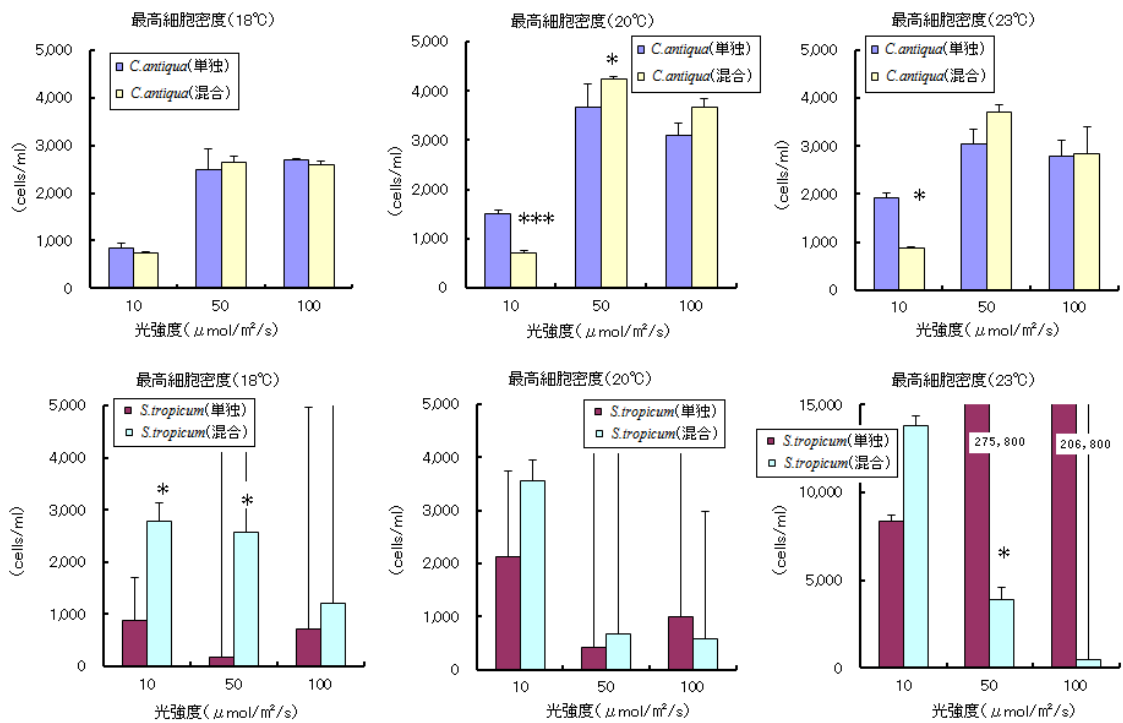 最高細胞密度(18℃)
5,000
4,000
3,000
2,000
1,000
0
(cells/ml)
C.antiqua(単独)
C.antiqua(混合)
10 50 100
光強度(μmol/m²/s)
最高細胞密度(20℃)
5,000
4,000
3,000
2,000
1,000
0
(cells/ml)
C.antiqua(単独)
C.antiqua(混合)
*
***
10 50 100
光強度(μmol/m²/s)
最高細胞密度(23℃)
5,000
4,000
3,000
2,000
1,000
0
(cells/ml)
C.antiqua(単独)
C.antiqua(混合)
*
10 50 100
光強度(μmol/m²/s)
最高細胞密度(18℃)
5,000
4,000
3,000
2,000
1,000
0
(cells/ml)
S.tropicum(単独)
S.tropicum(混合)
* *
10 50 100
光強度(μmol/m²/s)
最高細胞密度(20℃)
5,000
4,000
3,000
2,000
1,000
0
(cells/ml)
S.tropicum(単独)
S.tropicum(混合)
10 50 100
光強度(μmol/m²/s)
最高細胞密度(23℃)
15,000
10,000
5,000
0
(cells/ml)
S.tropicum(単独)
S.tropicum(混合)
275,800 206,800
*
10 50 100
光強度(μmol/m²/s)